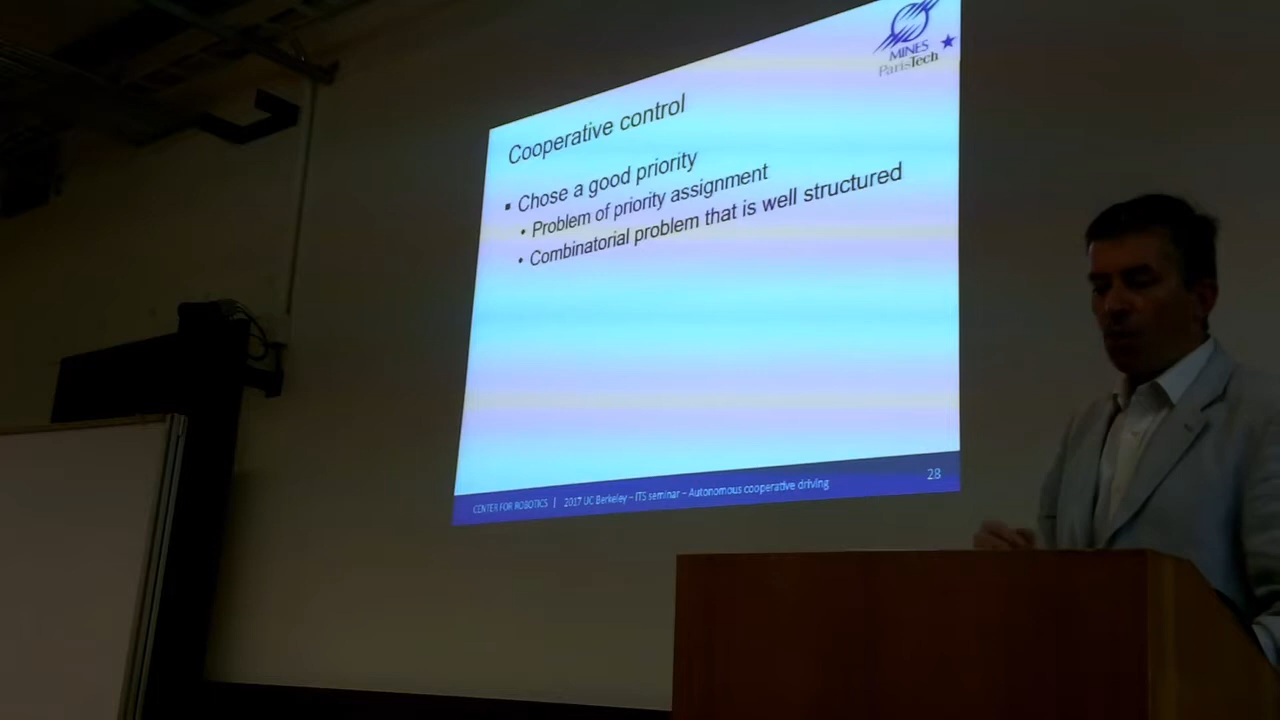 MINES
ParisTech
Cooperative control
▪ Chose a good priority
• Problem of priority assignment
• Combinatorial problem that is well structured
CENTER FOR ROBOTICS | 2017 UC Berkeley – ITS seminar – Autonomous cooperative driving
28